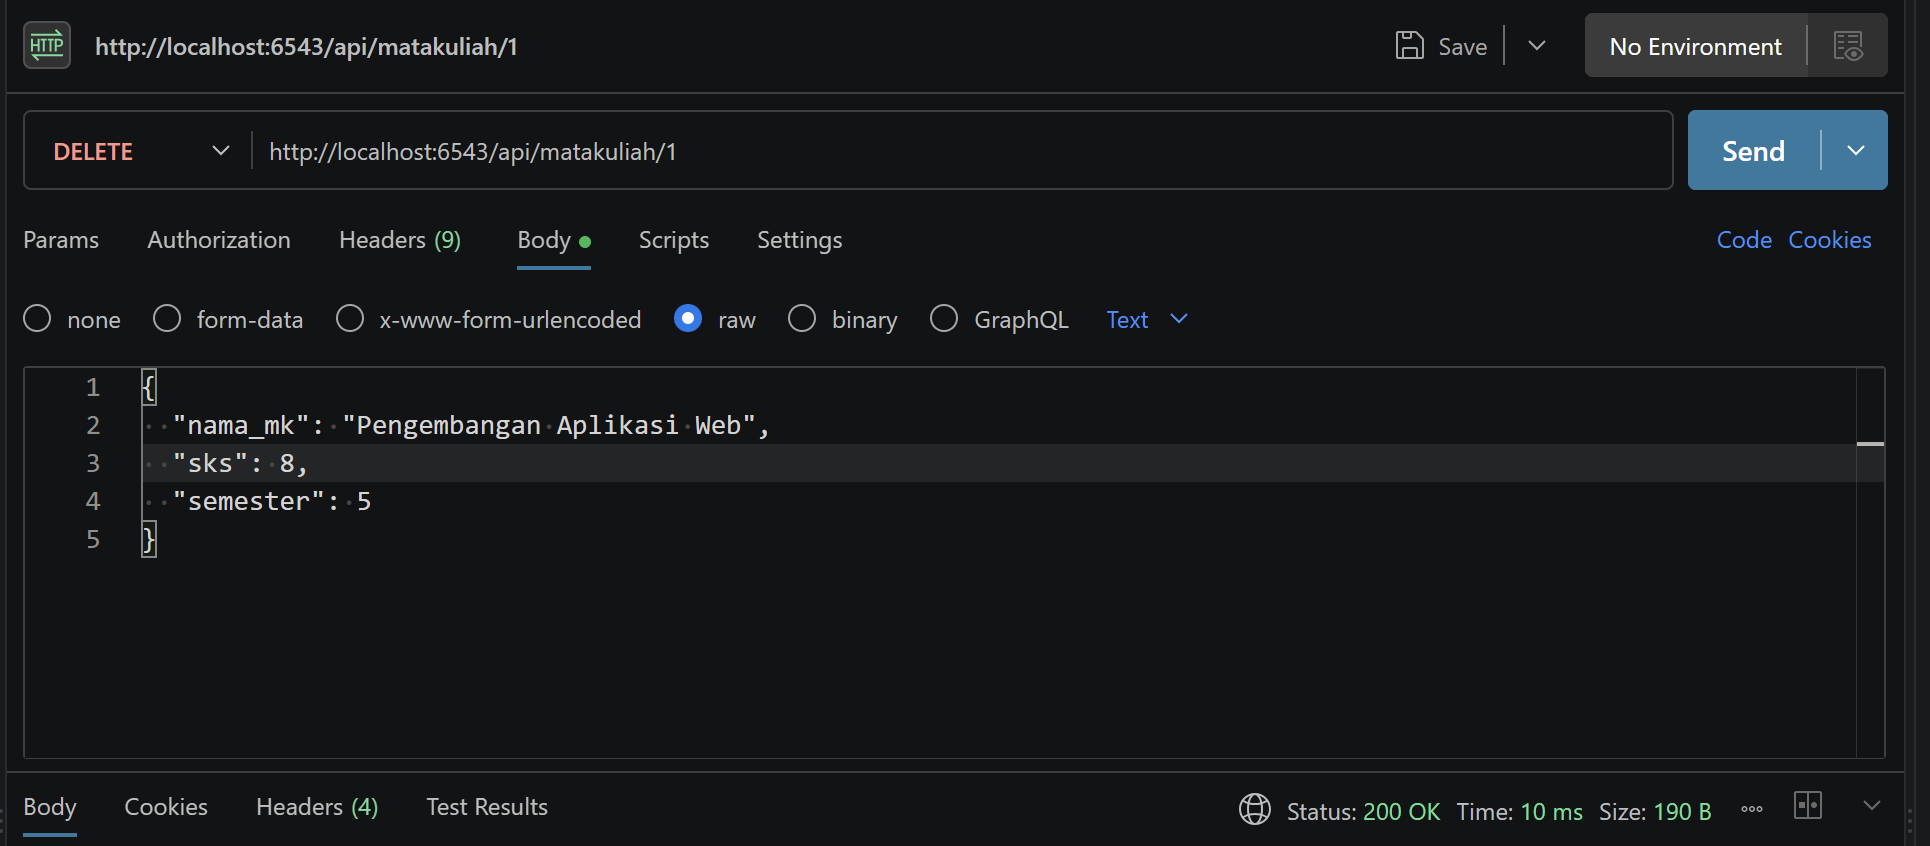 HTTP http://localhost:6543/api/matakuliah/1 Save No Environment
DELETE http://localhost:6543/api/matakuliah/1 Send
Params Authorization Headers (9) Body Scripts Settings Code Cookies
none form-data x-www-form-urlencoded raw binary GraphQL Text
1 {
2 "nama_mk": "Pengembangan Aplikasi Web",
3 "sks": 8,
4 "semester": 5
5 }
Body Cookies Headers (4) Test Results Status: 200 OK Time: 10 ms Size: 190 B